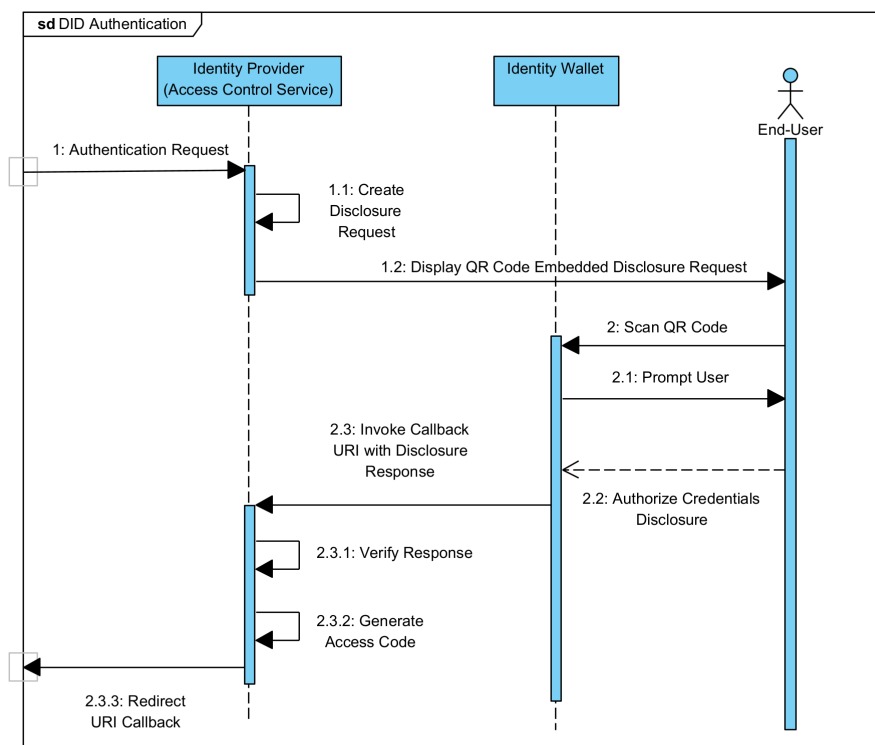 sd DID Authentication
Identity Provider
(Access Control Service)
Identity Wallet
End-User
1: Authentication Request
1.1: Create
Disclosure
Request
1.2: Display QR Code Embedded Disclosure Request
2: Scan QR Code
2.1: Prompt User
2.3: Invoke Callback
URI with Disclosure
Response
2.2: Authorize Credentials
Disclosure
2.3.1: Verify Response
2.3.2: Generate
Access Code
2.3.3: Redirect
URI Callback